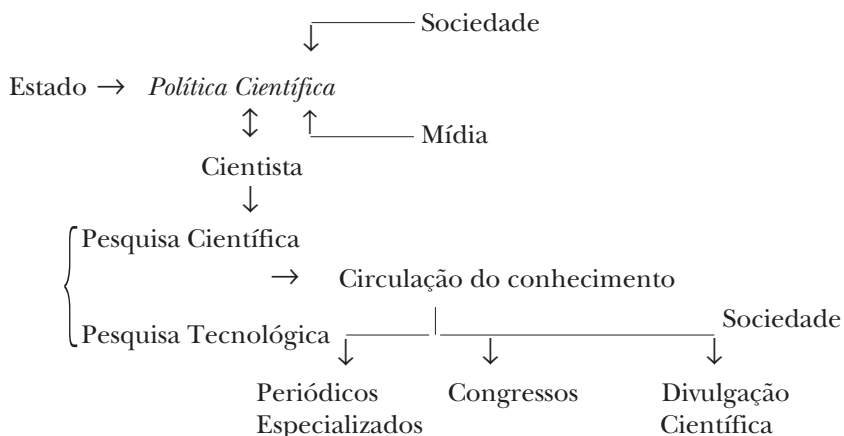 Sociedade
Estado → Política Científica
Mídia
Cientista
Pesquisa Científica
→ Circulação do conhecimento
Sociedade
Pesquisa Tecnológica
Periódicos Congressos Divulgação
Especializados Científica